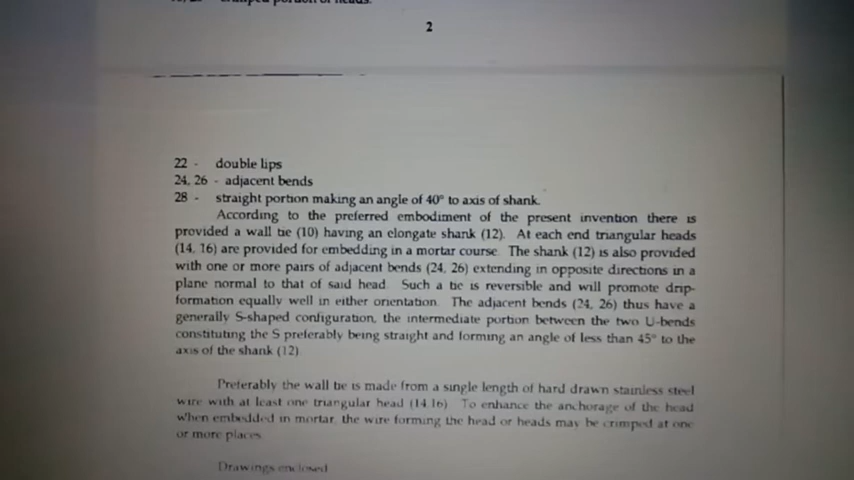 portion of heads.
2
22 - double lips
24, 26 - adjacent bends
28 - straight portion making an angle of 40° to axis of shank.
According to the preferred embodiment of the present invention there is
provided a wall tie (10) having an elongate shank (12). At each end triangular heads
(14, 16) are provided for embedding in a mortar course. The shank (12) is also provided
with one or more pairs of adjacent bends (24, 26) extending in opposite directions in a
plane normal to that of said head. Such a tie is reversible and will promote drip-
formation equally well in either orientation. The adjacent bends (24, 26) thus have a
generally S-shaped configuration, the intermediate portion between the two U-bends
constituting the S preferably being straight and forming an angle of less than 45° to the
axis of the shank (12).
Preferably the wall tie is made from a single length of hard drawn stainless steel
wire with at least one triangular head (14.16). To enhance the anchorage of the head
when embedded in mortar, the wire forming the head or heads may be crimped at one
or more places.
Drawings enclosed